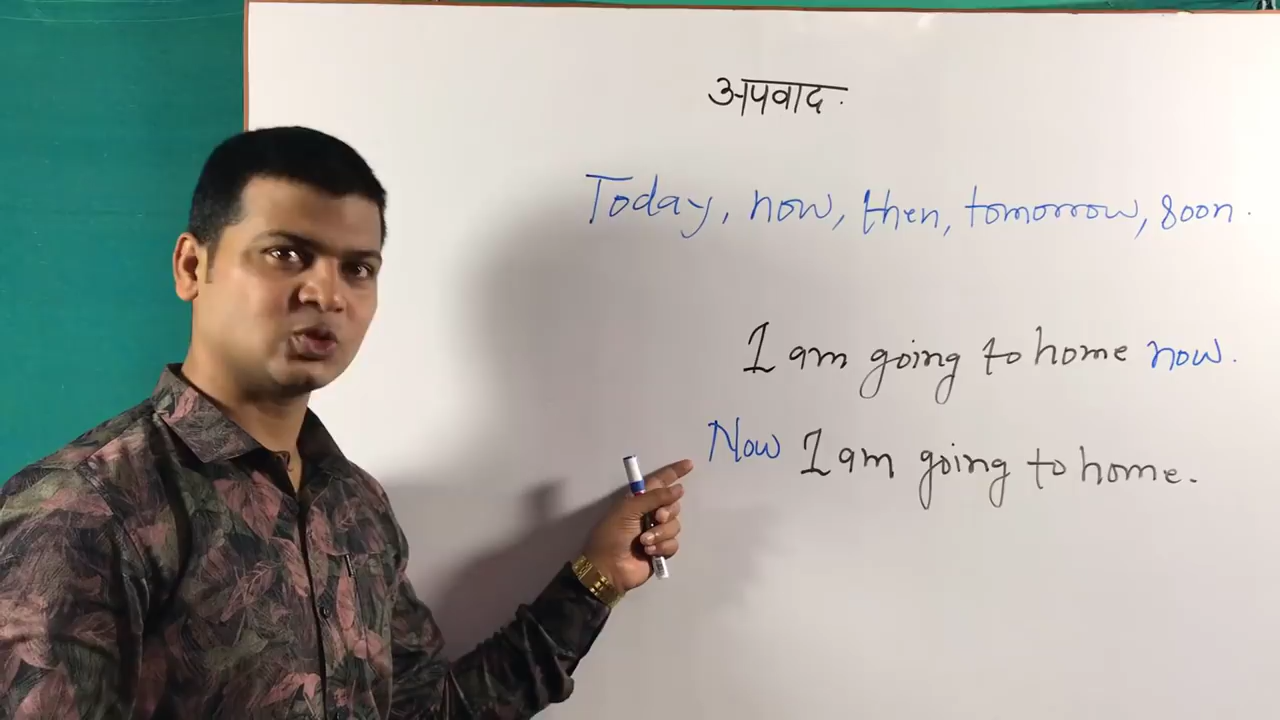 अपवाद.
Today, now, then, tomorrow, soon.
I am going to home now.
Now I am going to home.